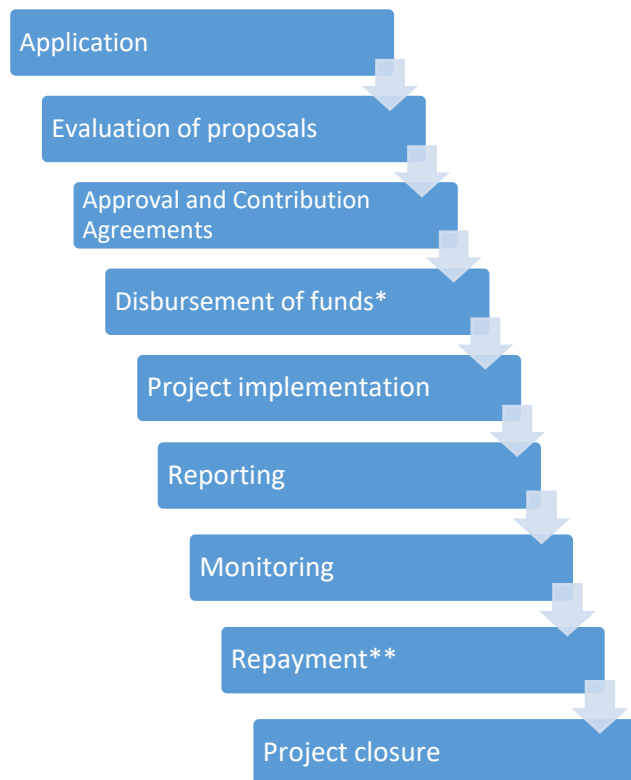 Application
Evaluation of proposals
Approval and Contribution
Agreements
Disbursement of funds*
Project implementation
Reporting
Monitoring
Repayment**
Project closure